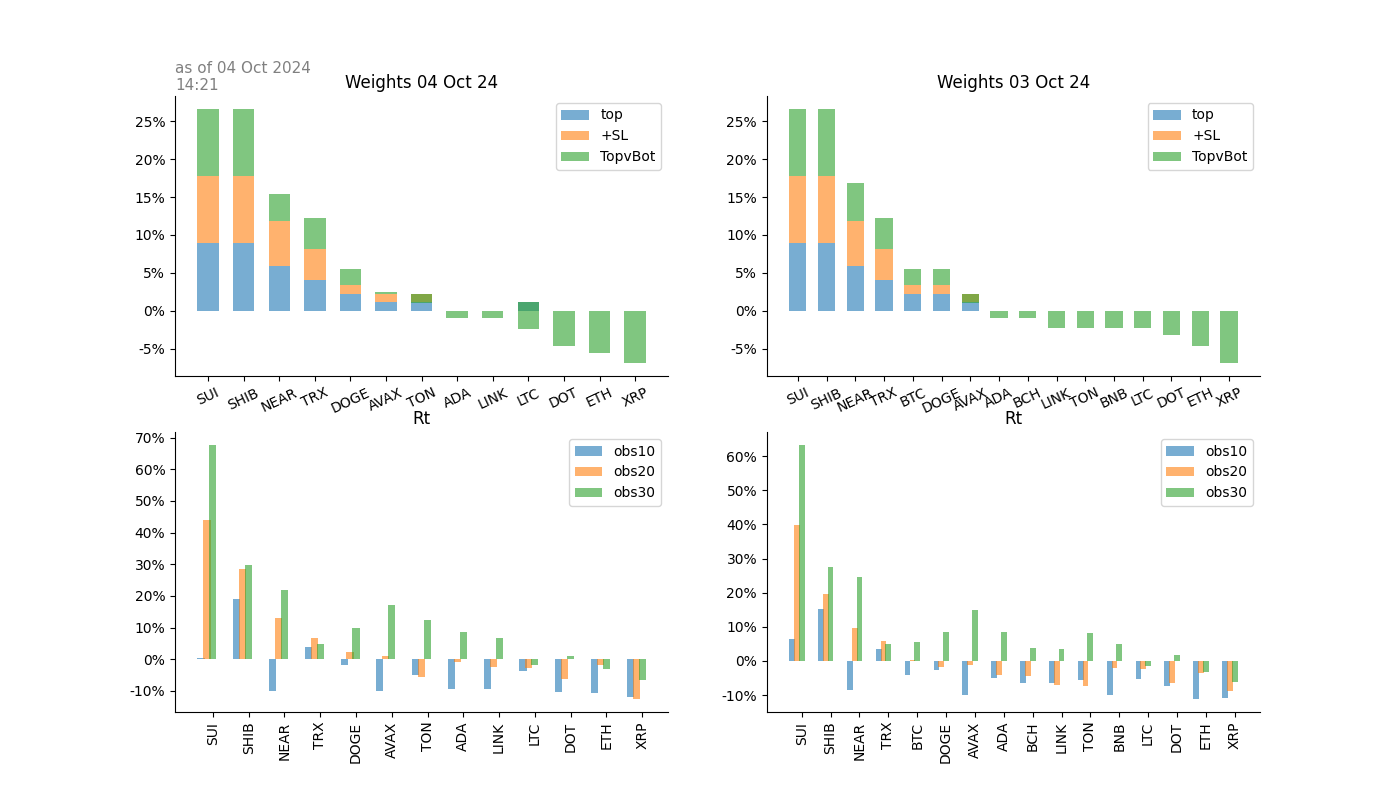 as of 04 Oct 2024
14:21
Weights 04 Oct 24
25%
20%
15%
10%
5%
0%
-5%
top
+SL
TopvBot
SUI SHIB NEAR TRX DOGE AVAX TON ADA LINK LTC DOT ETH XRP
Weights 03 Oct 24
25%
20%
15%
10%
5%
0%
-5%
top
+SL
TopvBot
SUI SHIB NEAR TRX BTC DOGE AVAX ADA BCH LINK TON BNB LTC DOT ETH XRP
Rt
70%
60%
50%
40%
30%
20%
10%
0%
-10%
obs10
obs20
obs30
SUI SHIB NEAR TRX DOGE AVAX TON ADA LINK LTC DOT ETH XRP
Rt
60%
50%
40%
30%
20%
10%
0%
-10%
obs10
obs20
obs30
SUI SHIB NEAR TRX BTC DOGE AVAX ADA BCH LINK TON BNB LTC DOT ETH XRP